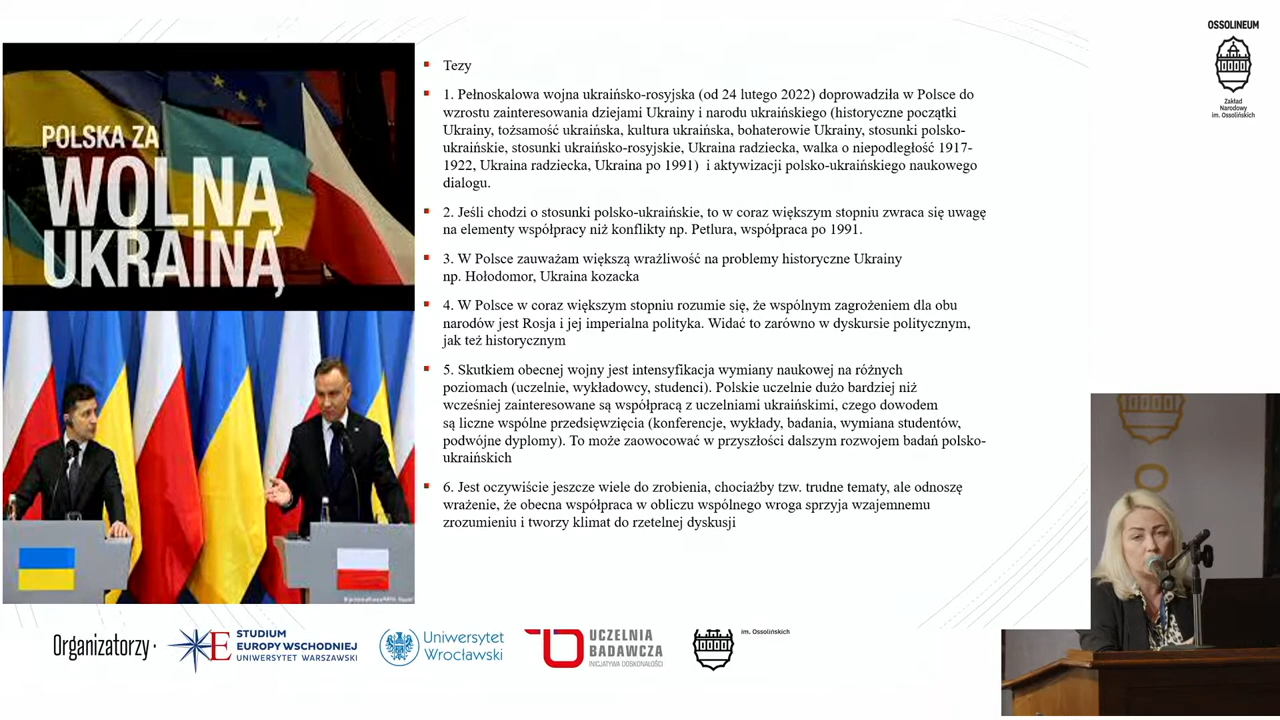 OSSOLINEUM
Zakład
Narodowy
im. Ossolińskich
POLSKA ZA
WOLNĄ
UKRAINĄ
Tezy
1. Pełnoskalowa wojna ukraińsko-rosyjska (od 24 lutego 2022) doprowadziła w Polsce do
wzrostu zainteresowania dziejami Ukrainy i narodu ukraińskiego (historyczne początki
Ukrainy, tożsamość ukraińska, kultura ukraińska, bohaterowie Ukrainy, stosunki polsko-
ukraińskie, stosunki ukraińsko-rosyjskie, Ukraina radziecka, walka o niepodległość 1917-
1922, Ukraina radziecka, Ukraina po 1991) i aktywizacji polsko-ukraińskiego naukowego
dialogu.
2. Jeśli chodzi o stosunki polsko-ukraińskie, to w coraz większym stopniu zwraca się uwagę
na elementy współpracy niż konflikty np. Petlura, współpraca po 1991.
3. W Polsce zauważam większą wrażliwość na problemy historyczne Ukrainy
np. Hołodomor, Ukraina kozacka
4. W Polsce w coraz większym stopniu rozumie się, że wspólnym zagrożeniem dla obu
narodów jest Rosja i jej imperialna polityka. Widać to zarówno w dyskursie politycznym,
jak też historycznym
5. Skutkiem obecnej wojny jest intensyfikacja wymiany naukowej na różnych
poziomach (uczelnie, wykładowcy, studenci). Polskie uczelnie dużo bardziej niż
wcześniej zainteresowane są współpracą z uczelniami ukraińskimi, czego dowodem
są liczne wspólne przedsięwzięcia (konferencje, wykłady, badania, wymiana studentów,
podwójne dyplomy). To może zaowocować w przyszłości dalszym rozwojem badań polsko-
ukraińskich
6. Jest oczywiście jeszcze wiele do zrobienia, chociażby tzw. trudne tematy, ale odnoszę
wrażenie, że obecna współpraca w obliczu wspólnego wroga sprzyja wzajemnemu
zrozumieniu i tworzy klimat do rzetelnej dyskusji
Organizatorzy
STUDIUM
EUROPY WSCHODNIEJ
UNIWERSYTET WARSZAWSKI
Uniwersytet
Wrocławski
UCZELNIA
BADAWCZA
INICJATYWA DOSKONAŁOŚCI
im. Ossolińskich